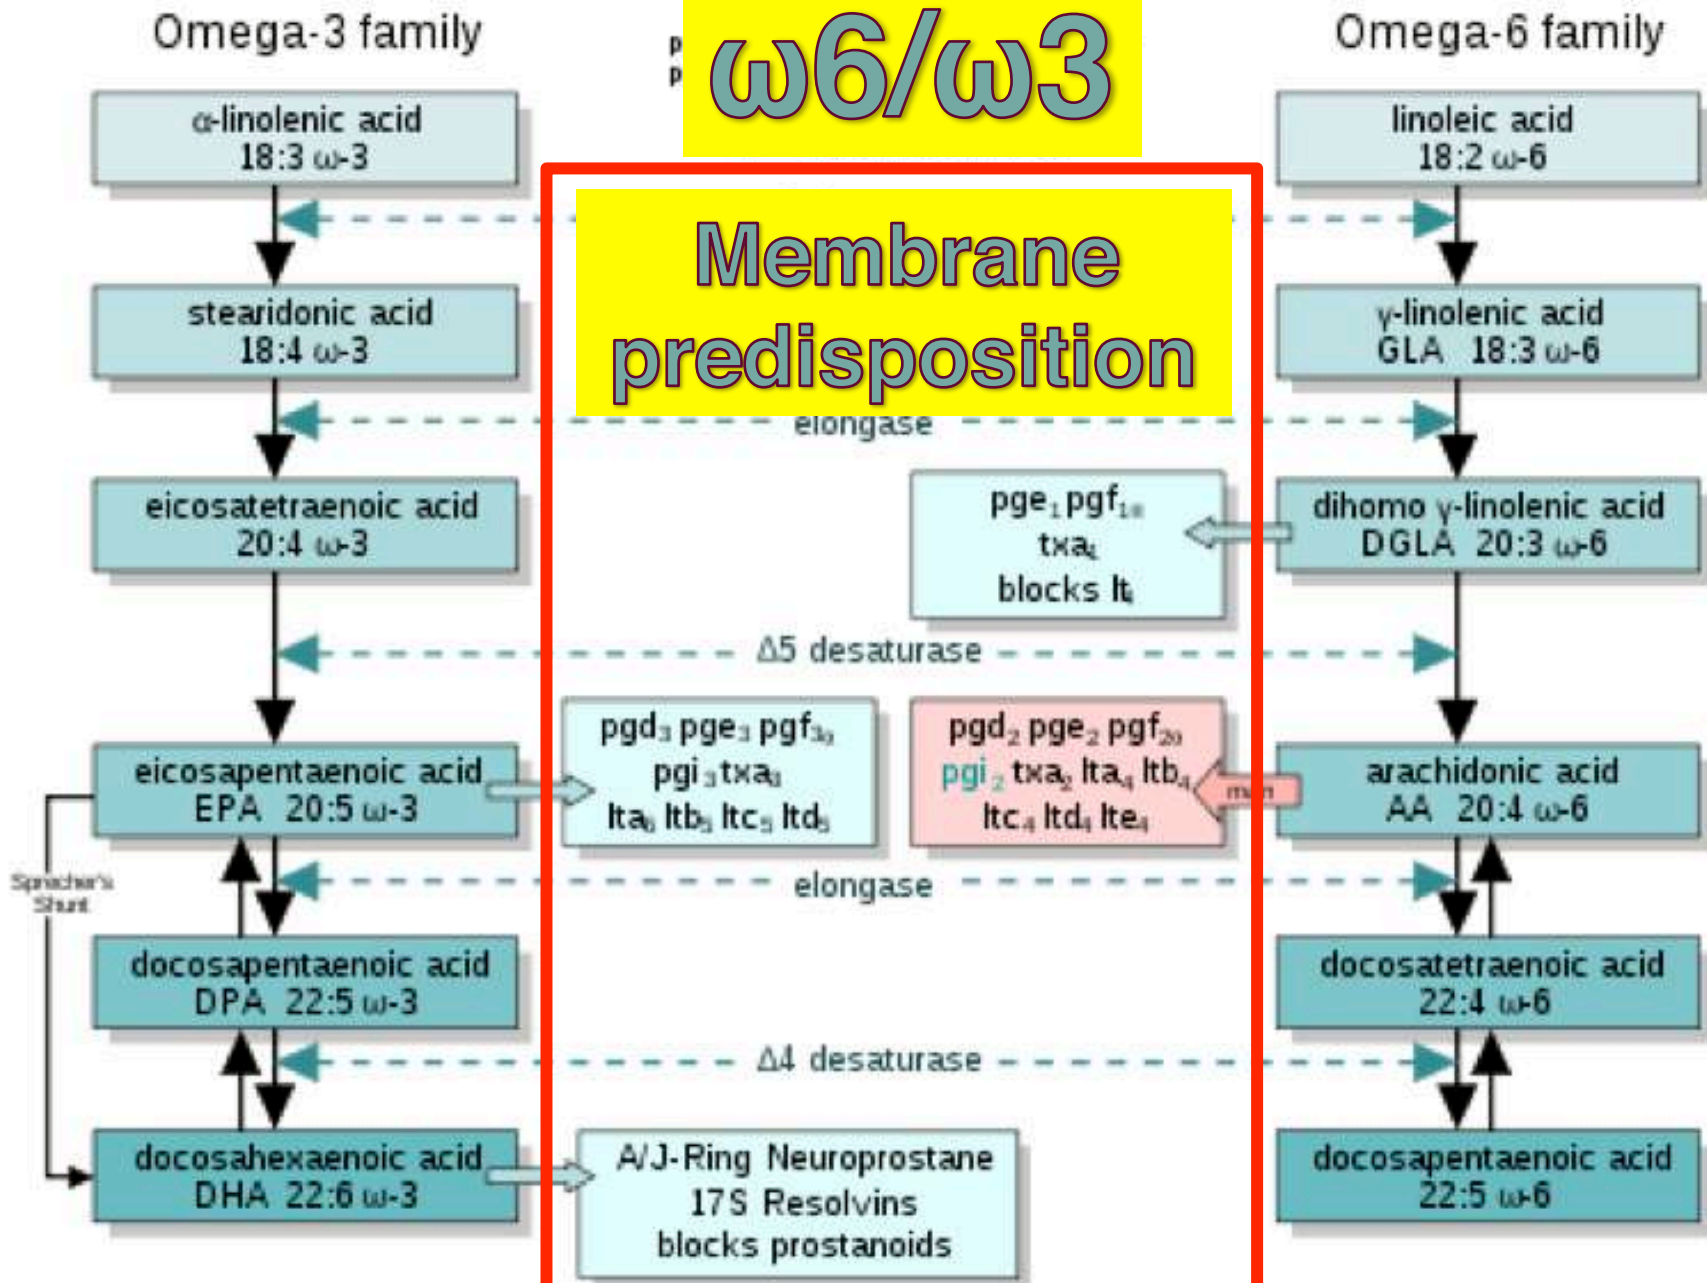 Omega-3 family
ω6/ω3
Omega-6 family
p
p
α-linolenic acid
18:3 ω-3
linoleic acid
18:2 ω-6
Membrane
predisposition
stearidonic acid
18:4 ω-3
γ-linolenic acid
GLA 18:3 ω-6
elongase
eicosatetraenoic acid
20:4 ω-3
pge₁ pgf₁α
txa₁
blocks lt₄
dihomo γ-linolenic acid
DGLA 20:3 ω-6
Δ5 desaturase
eicosapentaenoic acid
EPA 20:5 ω-3
pgd₃ pge₃ pgf₃α
pgi₃ txa₃
lta₅ ltb₅ ltc₅ ltd₅
pgd₂ pge₂ pgf₂α
pgi₂ txa₂ lta₄ ltb₄
ltc₄ ltd₄ lte₄
main
arachidonic acid
AA 20:4 ω-6
Sprecher's
Shunt
elongase
docosapentaenoic acid
DPA 22:5 ω-3
docosatetraenoic acid
22:4 ω-6
Δ4 desaturase
docosahexaenoic acid
DHA 22:6 ω-3
A/J-Ring Neuroprostane
17S Resolvins
blocks prostanoids
docosapentaenoic acid
22:5 ω-6